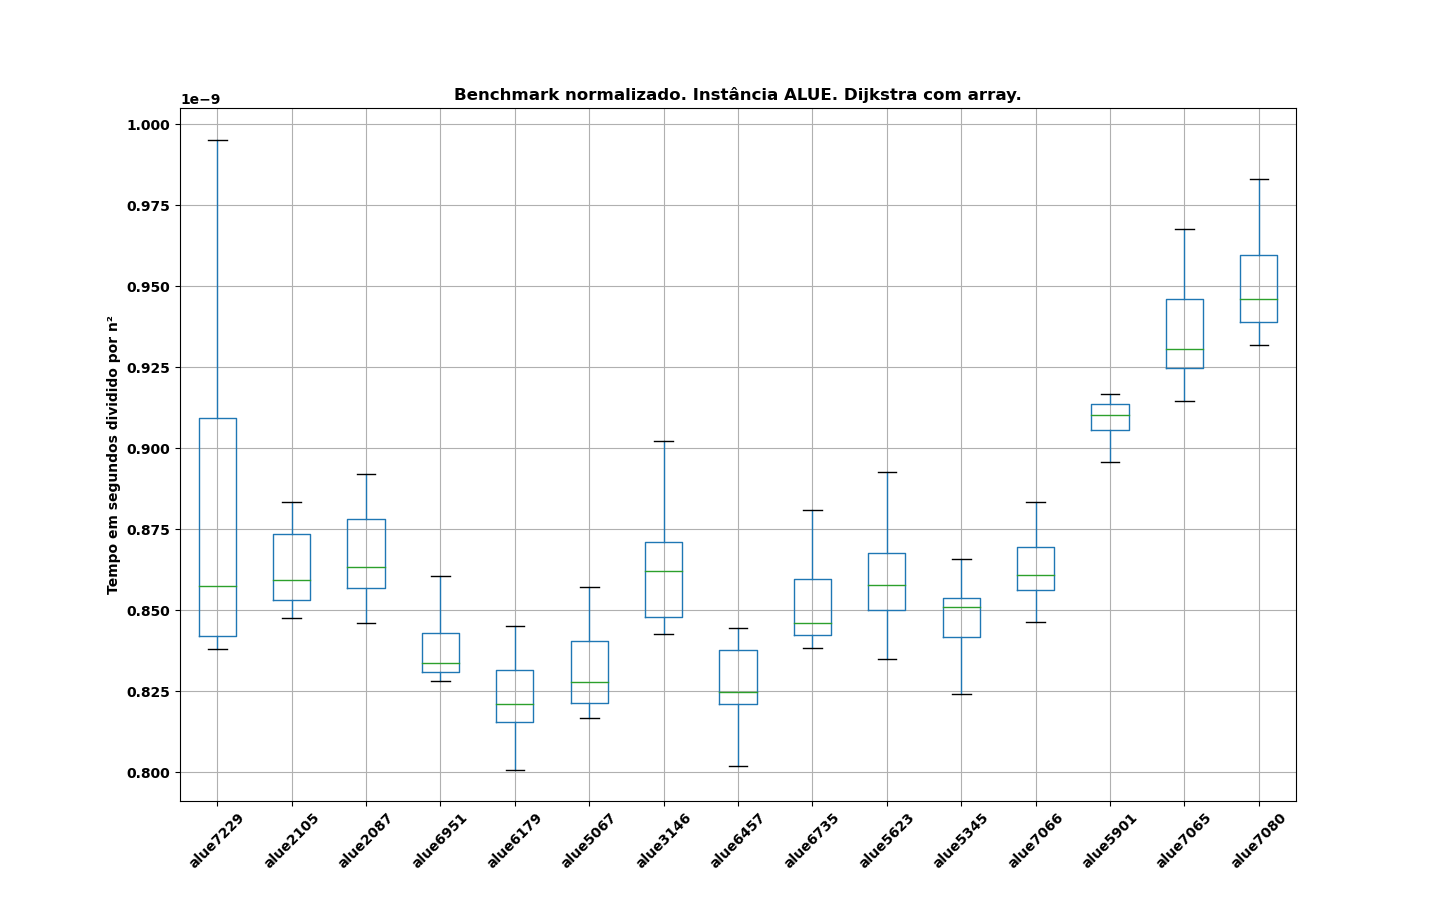 Benchmark normalizado. Instância ALUE. Dijkstra com array.
1e−9
Tempo em segundos dividido por n²
1.000
0.975
0.950
0.925
0.900
0.875
0.850
0.825
0.800
alue7229
alue2105
alue2087
alue6951
alue6179
alue5067
alue3146
alue6457
alue6735
alue5623
alue5345
alue7066
alue5901
alue7065
alue7080